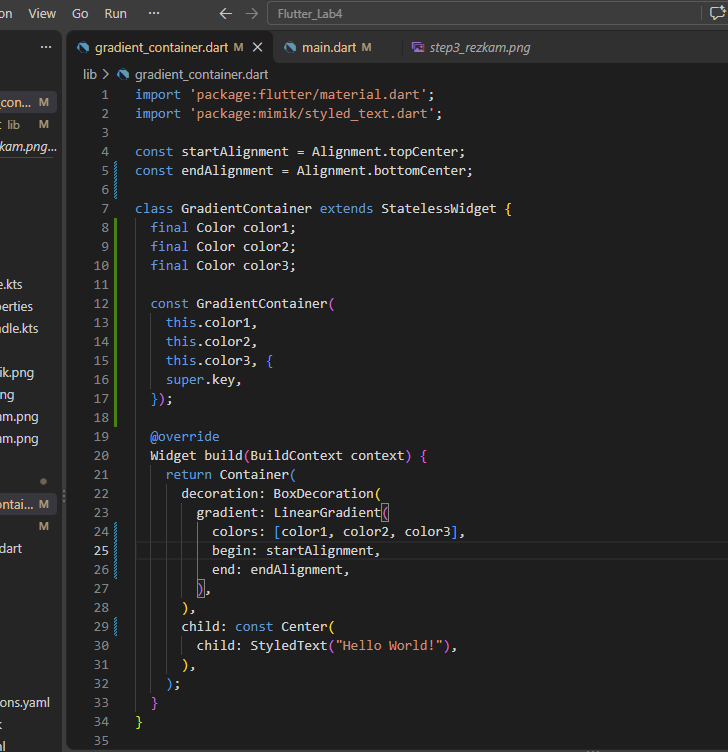 on View Go Run ··· ← → Flutter_Lab4
gradient_container.dart M × main.dart M step3_rezkam.png
···
lib > gradient_container.dart
_con... M
lib M
kam.png...
e.kts
perties
dle.kts
ik.png
ng
am.png
am.png
ntai... M
M
dart
ons.yaml
1 import 'package:flutter/material.dart';
2 import 'package:mimik/styled_text.dart';
3
4 const startAlignment = Alignment.topCenter;
5 const endAlignment = Alignment.bottomCenter;
6
7 class GradientContainer extends StatelessWidget {
8   final Color color1;
9   final Color color2;
10   final Color color3;
11
12   const GradientContainer(
13     this.color1,
14     this.color2,
15     this.color3, {
16     super.key,
17   });
18
19   @override
20   Widget build(BuildContext context) {
21     return Container(
22       decoration: BoxDecoration(
23         gradient: LinearGradient(
24           colors: [color1, color2, color3],
25           begin: startAlignment,
26           end: endAlignment,
27         ),
28       ),
29       child: const Center(
30         child: StyledText("Hello World!"),
31       ),
32     );
33   }
34 }
35